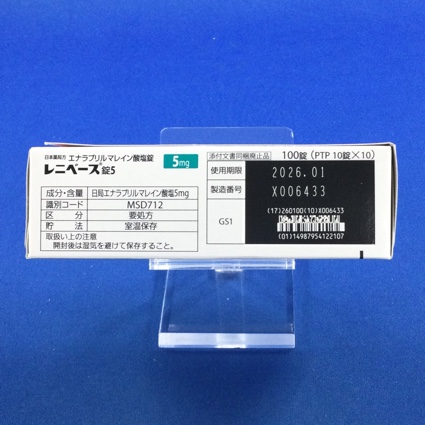 日本薬局方 エナラプリルマレイン酸塩錠
レニベース®錠5
5mg
成分・含量 日局エナラプリルマレイン酸塩5mg
識別コード MSD712
区分 要処方
貯法 室温保存
取扱い上の注意
開封後は湿気を避けて保存すること。
添付文書同梱廃止品 100錠(PTP 10錠×10)
使用期限 2026.01
製造番号 X006433
GS1
(17)260100(10)X006433
(01)14987954122107